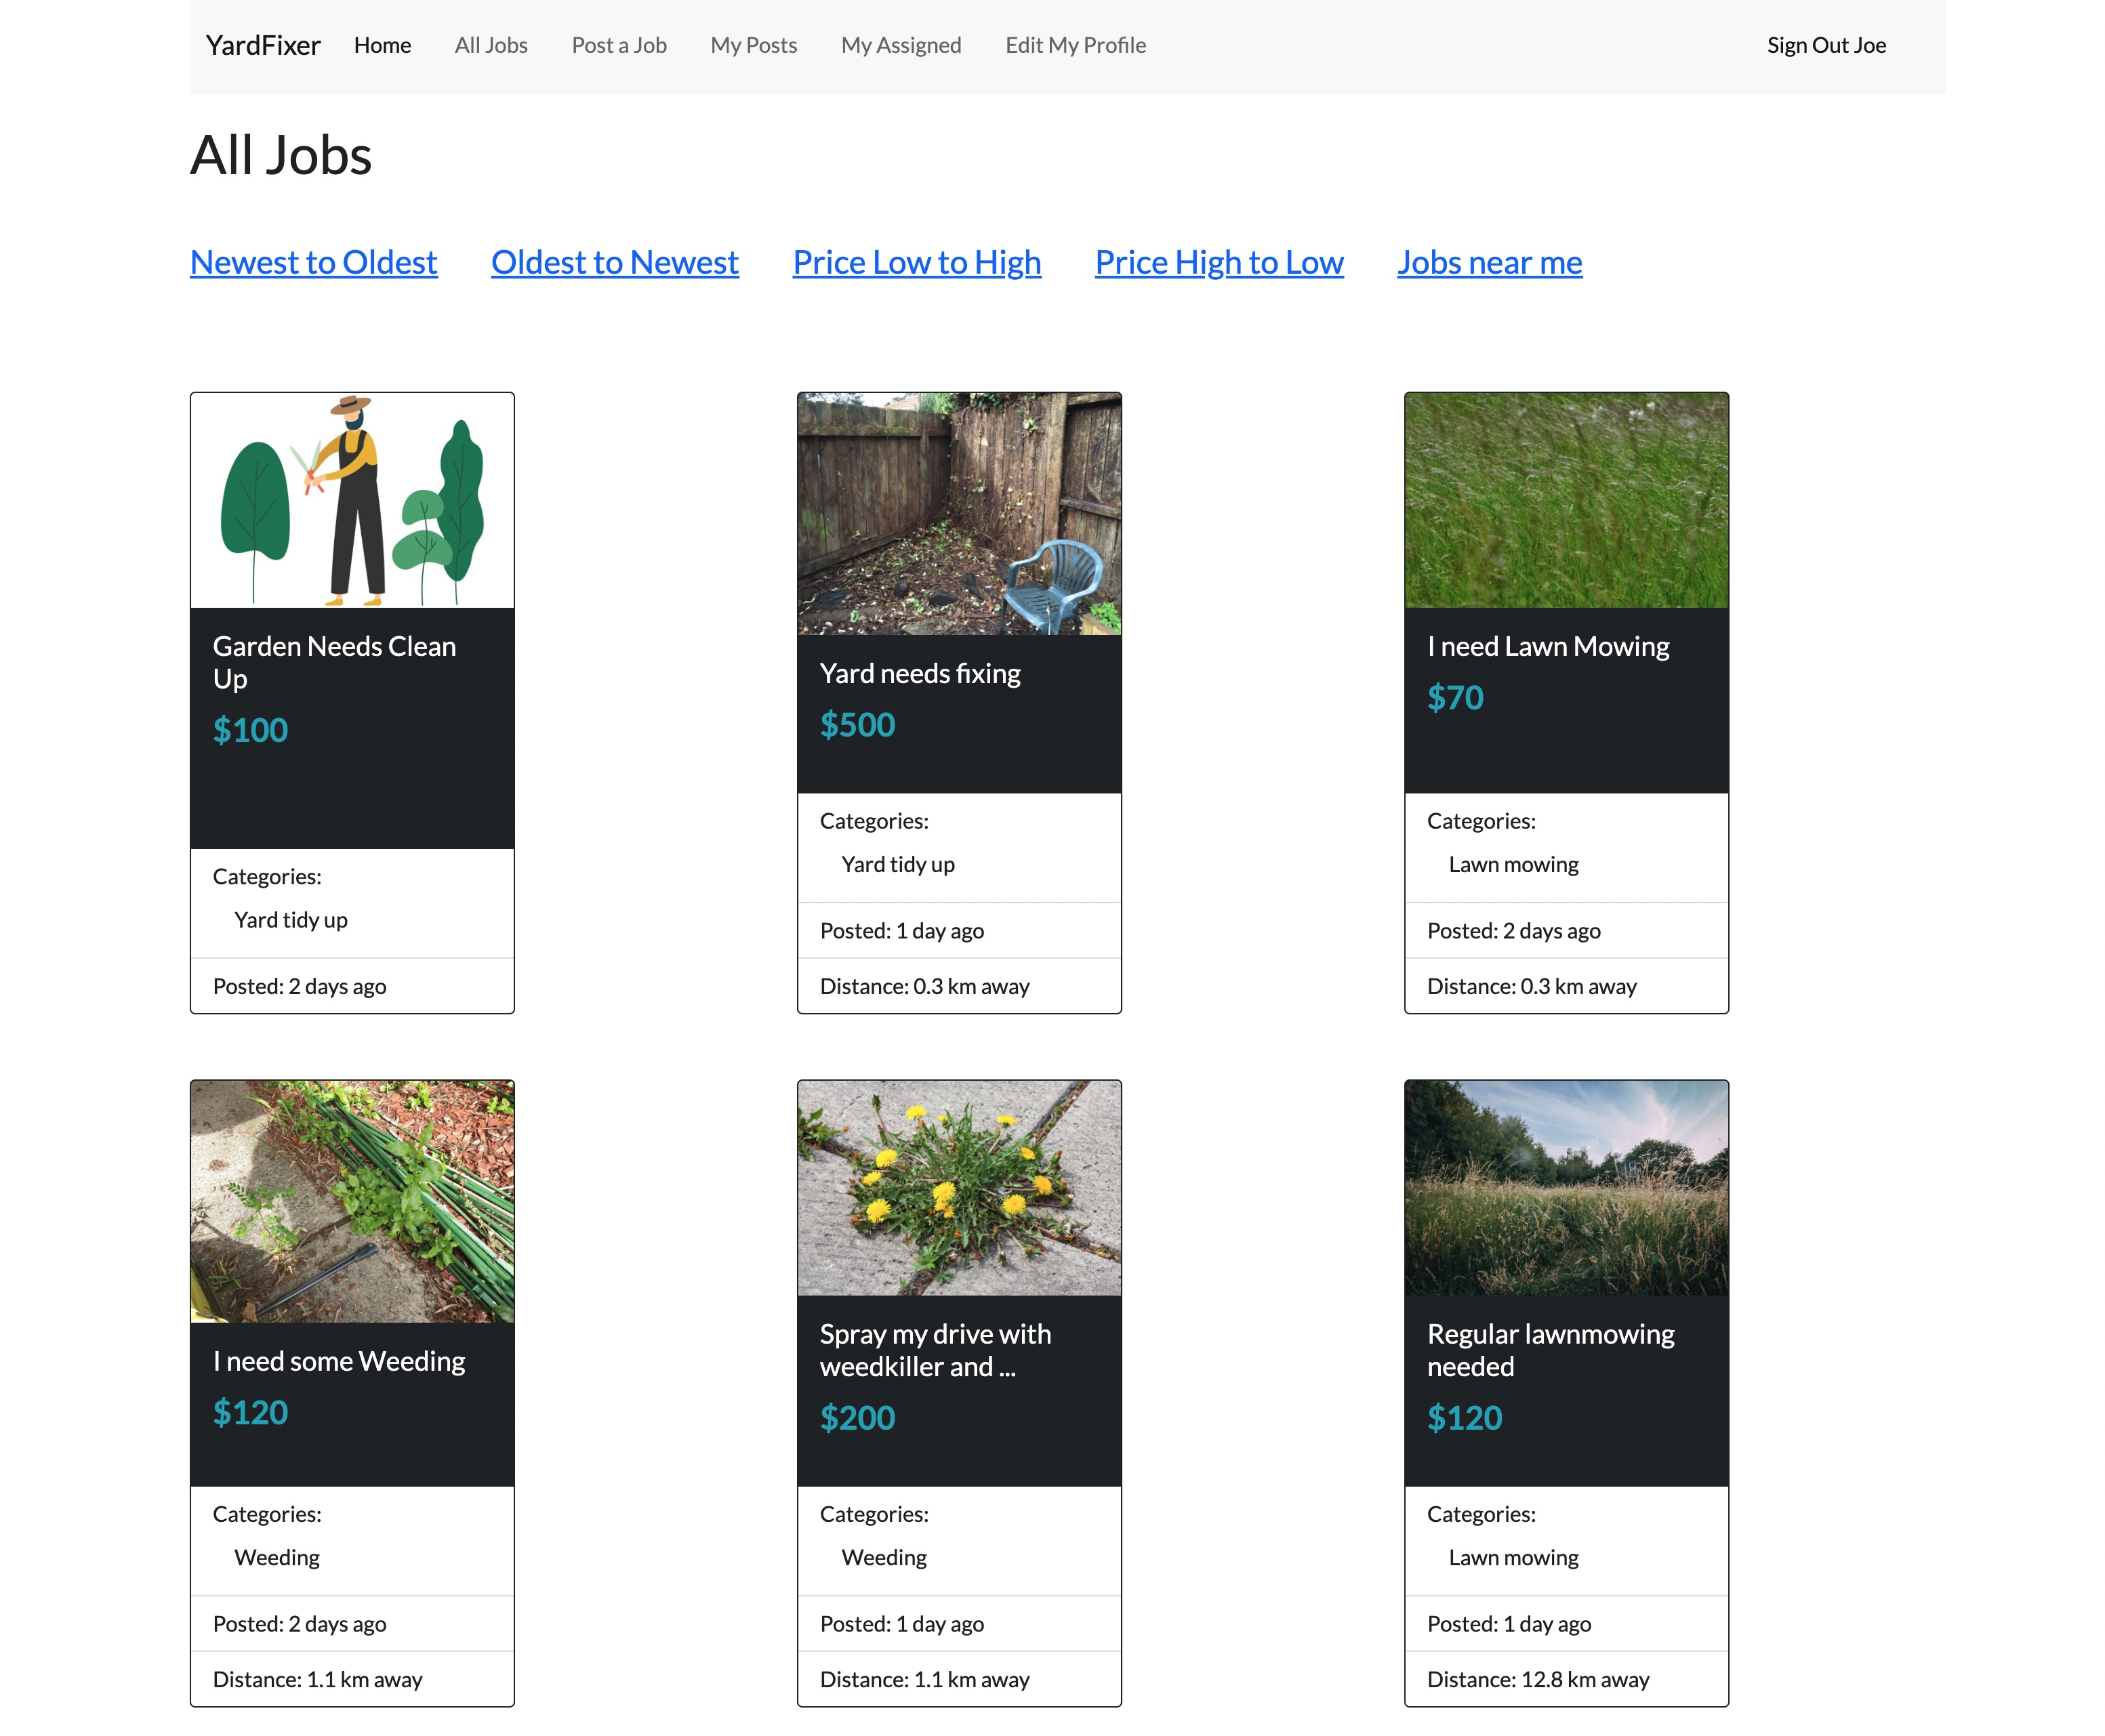 YardFixer Home All Jobs Post a Job My Posts My Assigned Edit My Profile Sign Out Joe
All Jobs
Newest to Oldest Oldest to Newest Price Low to High Price High to Low Jobs near me
Garden Needs Clean
Up
$100
Categories:
Yard tidy up
Posted: 2 days ago
Yard needs fixing
$500
Categories:
Yard tidy up
Posted: 1 day ago
Distance: 0.3 km away
I need Lawn Mowing
$70
Categories:
Lawn mowing
Posted: 2 days ago
Distance: 0.3 km away
I need some Weeding
$120
Categories:
Weeding
Posted: 2 days ago
Distance: 1.1 km away
Spray my drive with
weedkiller and ...
$200
Categories:
Weeding
Posted: 1 day ago
Distance: 1.1 km away
Regular lawnmowing
needed
$120
Categories:
Lawn mowing
Posted: 1 day ago
Distance: 12.8 km away